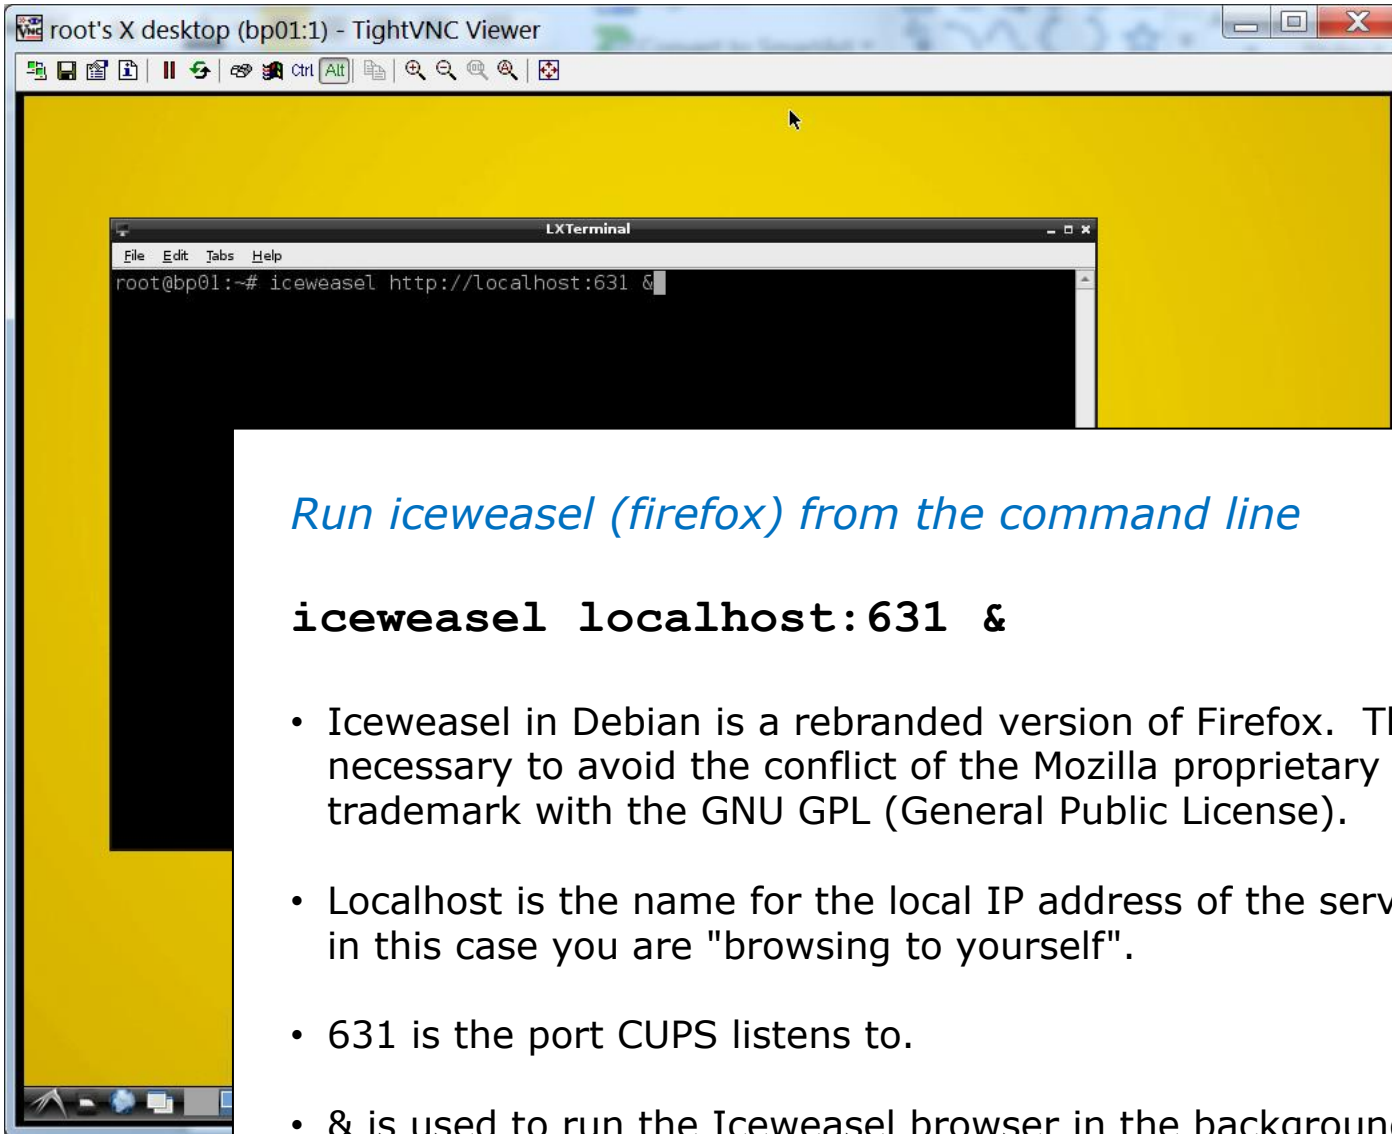 root's X desktop (bp01:1) - TightVNC Viewer
Ctrl Alt
LXTerminal
File Edit Tabs Help
root@bp01:~# iceweasel http://localhost:631 &
Run iceweasel (firefox) from the command line
iceweasel localhost:631 &
• Iceweasel in Debian is a rebranded version of Firefox.
necessary to avoid the conflict of the Mozilla proprietary
trademark with the GNU GPL (General Public License).
• Localhost is the name for the local IP address of the
in this case you are "browsing to yourself".
• 631 is the port CUPS listens to.
• & is used to run the Iceweasel browser in the background